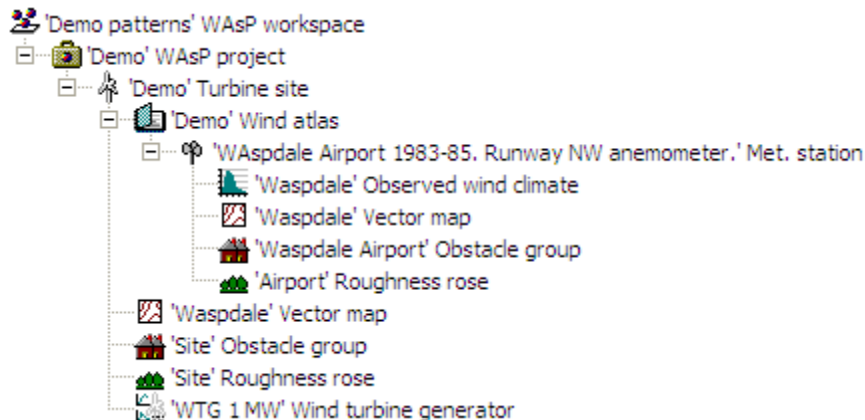 'Demo patterns' WAsP workspace
'Demo' WAsP project
'Demo' Turbine site
'Demo' Wind atlas
'WAspdale Airport 1983-85. Runway NW anemometer.' Met. station
'Waspdale' Observed wind climate
'Waspdale' Vector map
'Waspdale Airport' Obstacle group
'Airport' Roughness rose
'Waspdale' Vector map
'Site' Obstacle group
'Site' Roughness rose
'WTG 1 MW' Wind turbine generator